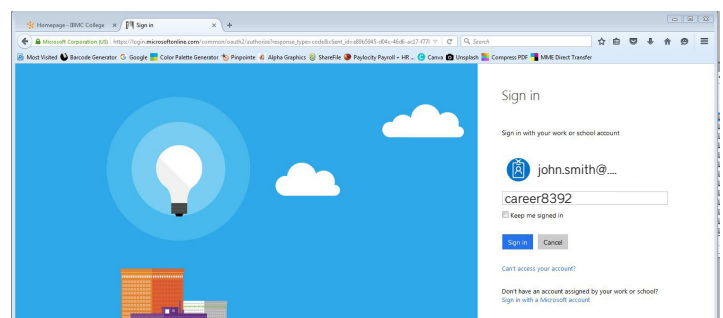 Homepage - BIMC College
Sign in
Microsoft Corporation (US) https://login.microsoftonline.com/common/oauth2/authorize?response_type=code&client_id=
Search
Most Visited Barcode Generator Google Color Palette Generator Pinpointe Alpha Graphics ShareFile Paylocity Payroll + HR ... Canva Unsplash Compress PDF MME Direct Transfer
Sign in
Sign in with your work or school account
john.smith@....
career8392
Keep me signed in
Sign in Cancel
Can't access your account?
Don't have an account assigned by your work or school?
Sign in with a Microsoft account